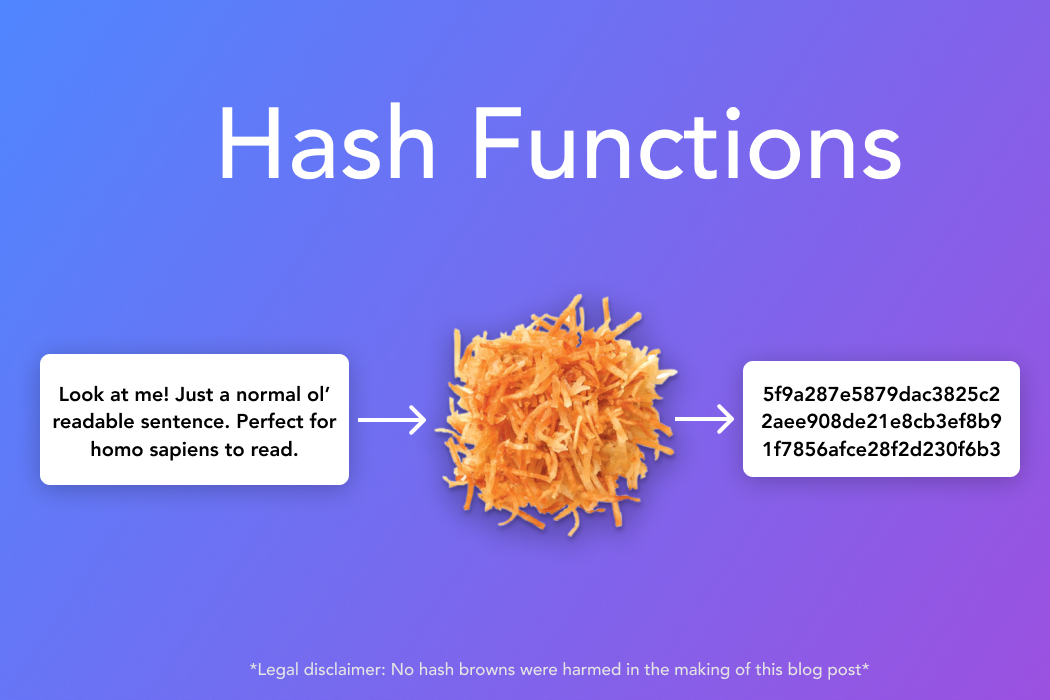 Hash Functions
Look at me! Just a normal ol’
readable sentence. Perfect for
homo sapiens to read.
5f9a287e5879dac3825c2
2aee908de21e8cb3ef8b9
1f7856afce28f2d230f6b3
*Legal disclaimer: No hash browns were harmed in the making of this blog post*